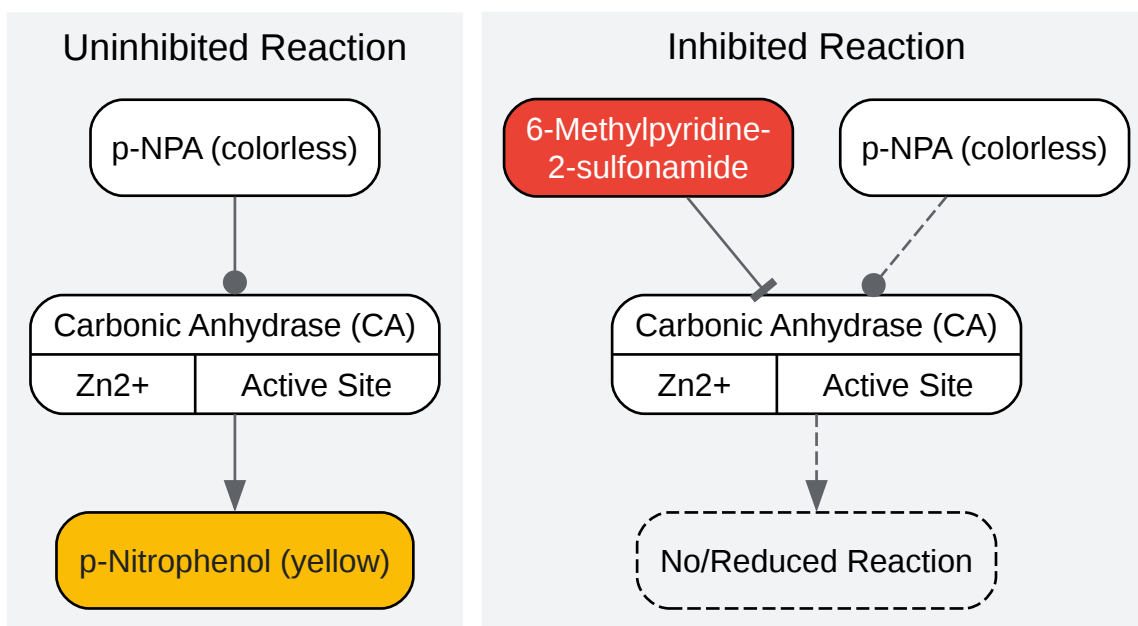 Uninhibited Reaction
p-NPA (colorless)
Carbonic Anhydrase (CA)
Zn2+
Active Site
p-Nitrophenol (yellow)
Inhibited Reaction
6-Methylpyridine-
2-sulfonamide
p-NPA (colorless)
Carbonic Anhydrase (CA)
Zn2+
Active Site
No/Reduced Reaction